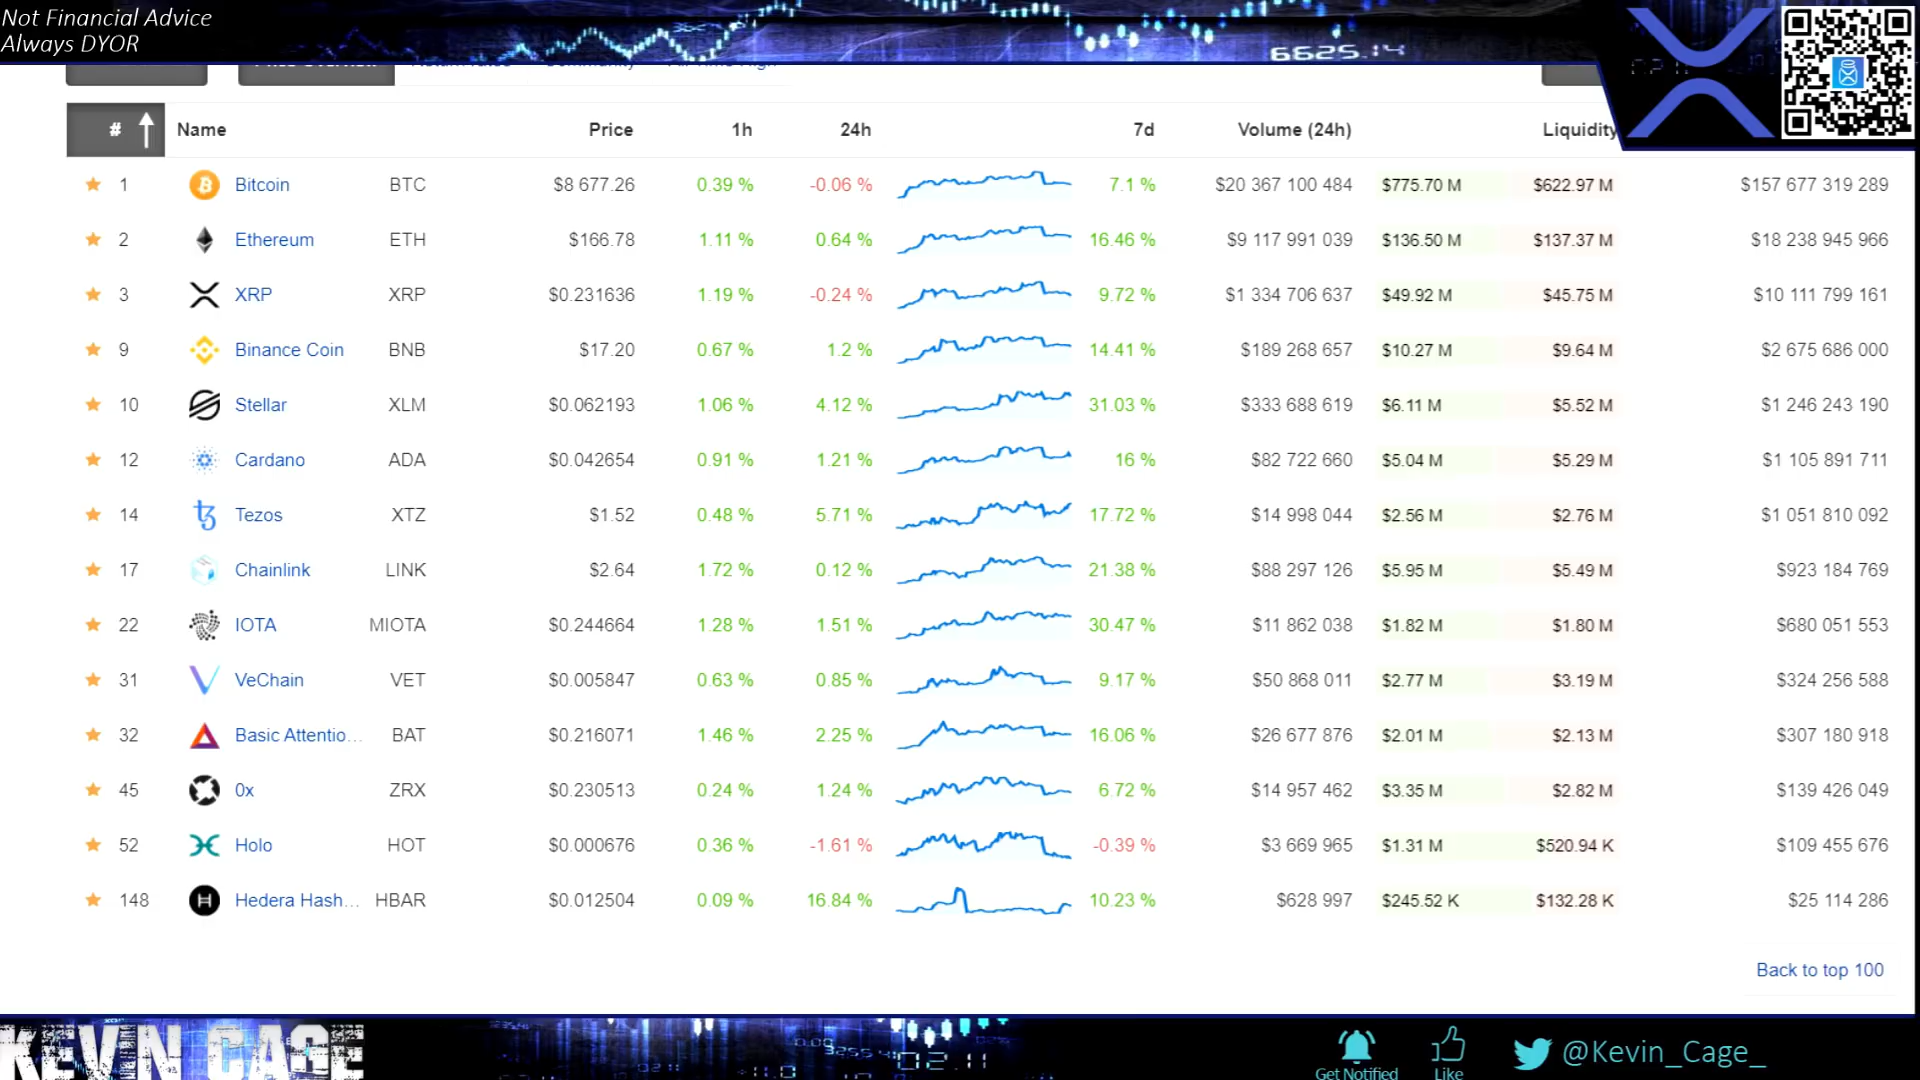 Not Financial Advice
Always DYOR
6625.14
# Name Price 1h 24h 7d Volume (24h) Liquidity
1 Bitcoin BTC $8 677.26 0.39 % -0.06 % 7.1 % $20 367 100 484 $775.70 M $622.97 M $157 677 319 289
2 Ethereum ETH $166.78 1.11 % 0.64 % 16.46 % $9 117 991 039 $136.50 M $137.37 M $18 238 945 966
3 XRP XRP $0.231636 1.19 % -0.24 % 9.72 % $1 334 706 637 $49.92 M $45.75 M $10 111 799 161
9 Binance Coin BNB $17.20 0.67 % 1.2 % 14.41 % $189 268 657 $10.27 M $9.64 M $2 675 686 000
10 Stellar XLM $0.062193 1.06 % 4.12 % 31.03 % $333 688 619 $6.11 M $5.52 M $1 246 243 190
12 Cardano ADA $0.042654 0.91 % 1.21 % 16 % $82 722 660 $5.04 M $5.29 M $1 105 891 711
14 Tezos XTZ $1.52 0.48 % 5.71 % 17.72 % $14 998 044 $2.56 M $2.76 M $1 051 810 092
17 Chainlink LINK $2.64 1.72 % 0.12 % 21.38 % $88 297 126 $5.95 M $5.49 M $923 184 769
22 IOTA MIOTA $0.244664 1.28 % 1.51 % 30.47 % $11 862 038 $1.82 M $1.80 M $680 051 553
31 VeChain VET $0.005847 0.63 % 0.85 % 9.17 % $50 868 011 $2.77 M $3.19 M $324 256 588
32 Basic Attentio... BAT $0.216071 1.46 % 2.25 % 16.06 % $26 677 876 $2.01 M $2.13 M $307 180 918
45 0x ZRX $0.230513 0.24 % 1.24 % 6.72 % $14 957 462 $3.35 M $2.82 M $139 426 049
52 Holo HOT $0.000676 0.36 % -1.61 % -0.39 % $3 669 965 $1.31 M $520.94 K $109 455 676
148 Hedera Hash... HBAR $0.012504 0.09 % 16.84 % 10.23 % $628 997 $245.52 K $132.28 K $25 114 286
Back to top 100
KEVIN CAGE
Get Notified
Like
@Kevin_Cage_